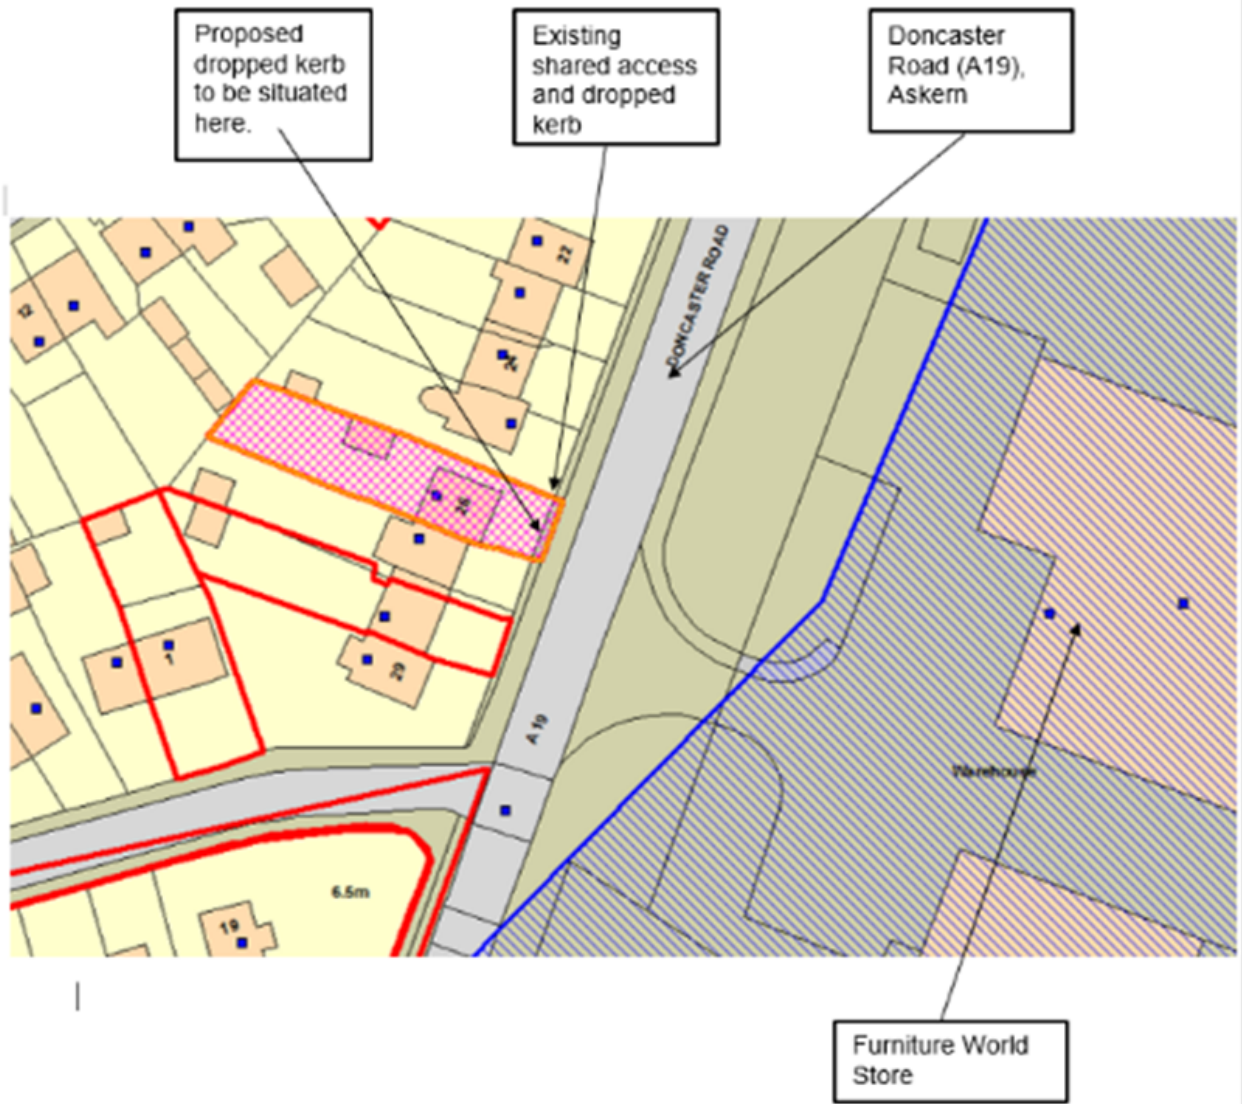 Proposed
dropped kerb
to be situated
here.
Existing
shared access
and dropped
kerb
Doncaster
Road (A19),
Askern
22
DONCASTER ROAD
12
24
26
1
29
A 19
Warehouse
6.5m
19
Furniture World
Store